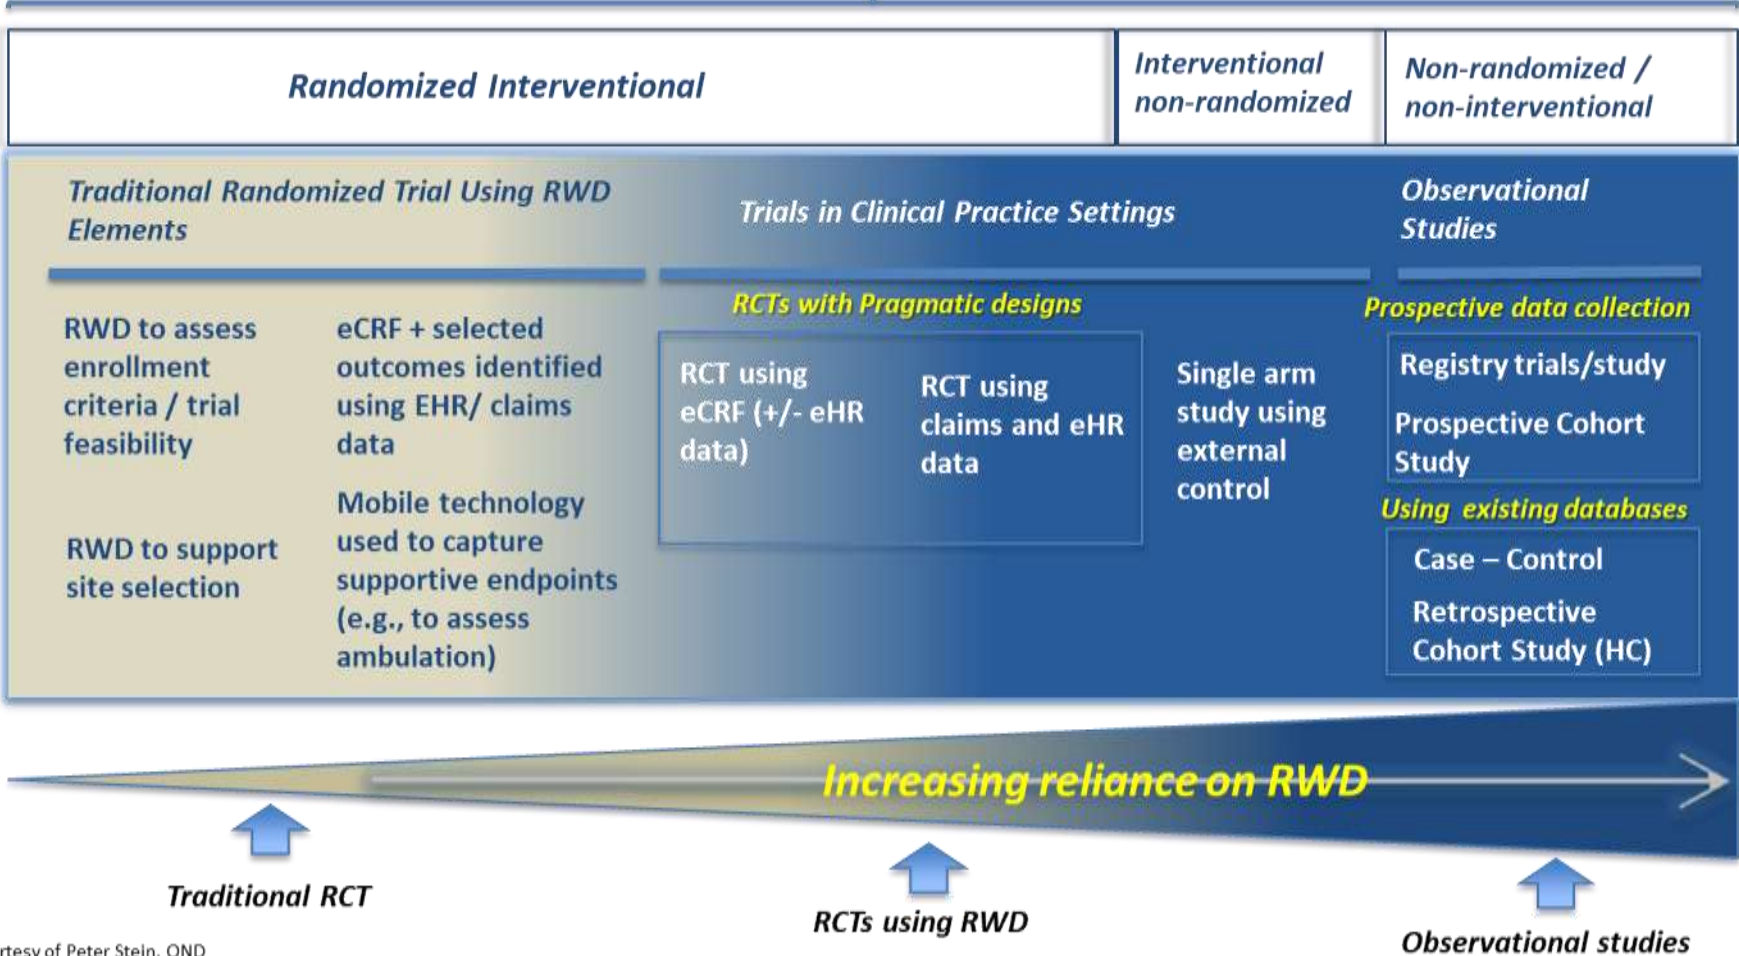 Randomized Interventional
Interventional
non-randomized
Non-randomized /
non-interventional
Traditional Randomized Trial Using RWD
Elements
Trials in Clinical Practice Settings
Observational
Studies
RWD to assess
enrollment
criteria / trial
feasibility
RWD to support
site selection
eCRF + selected
outcomes identified
using EHR/ claims
data
Mobile technology
used to capture
supportive endpoints
(e.g., to assess
ambulation)
RCTs with Pragmatic designs
RCT using
eCRF (+/- eHR
data)
RCT using
claims and eHR
data
Single arm
study using
external
control
Prospective data collection
Registry trials/study
Prospective Cohort
Study
Using existing databases
Case – Control
Retrospective
Cohort Study (HC)
Increasing reliance on RWD
Traditional RCT
RCTs using RWD
Observational studies
rtesy of Peter Stein, OND